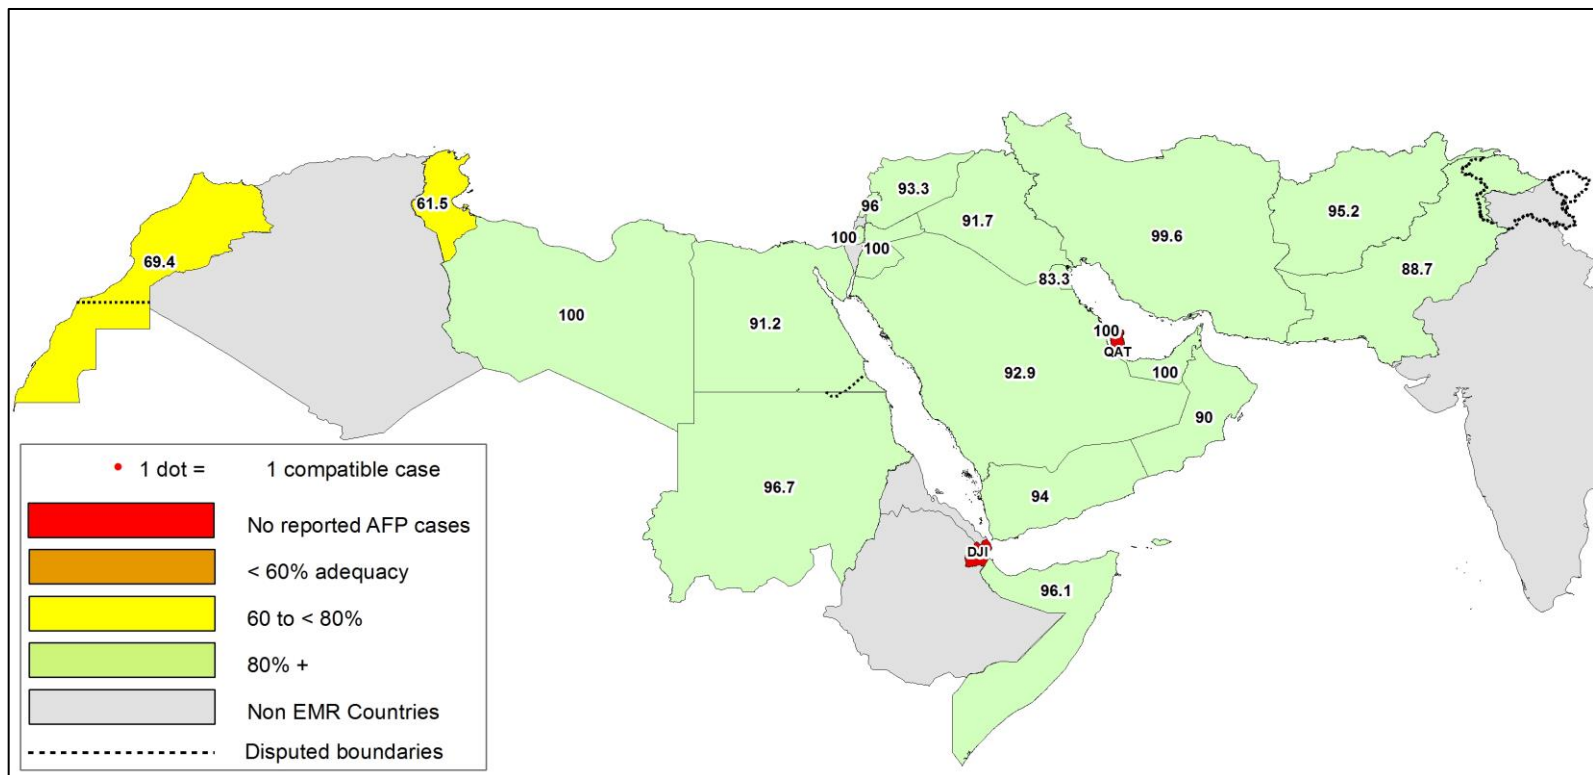 93.3
96
61.5
91.7
95.2
100
100
99.6
69.4
88.7
83.3
100
91.2
100
QAT
92.9
100
90
• 1 dot = 1 compatible case
96.7
94
No reported AFP cases
DJI
< 60% adequacy
96.1
60 to < 80%
80% +
Non EMR Countries
Disputed boundaries